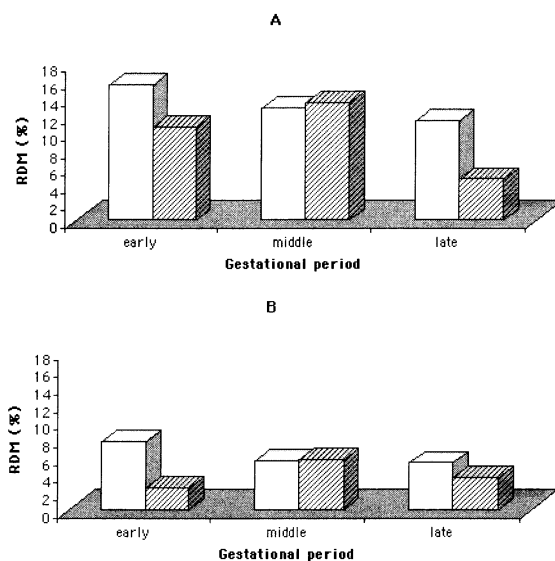 A
RDM (%)
18
16
14
12
10
8
6
4
2
0
early middle late
Gestational period
B
RDM (%)
18
16
14
12
10
8
6
4
2
0
early middle late
Gestational period